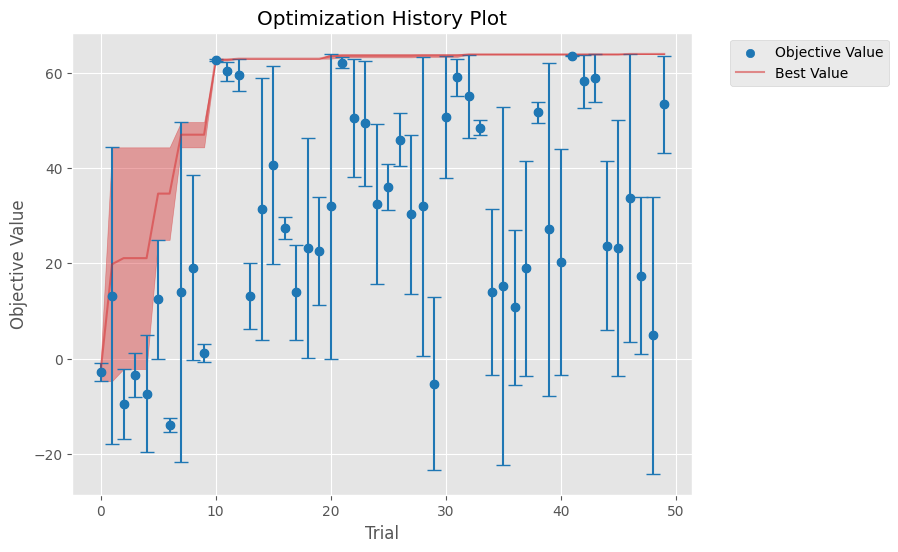 Optimization History Plot
Objective Value
Best Value
Objective Value
60
40
20
0
−20
0 10 20 30 40 50
Trial